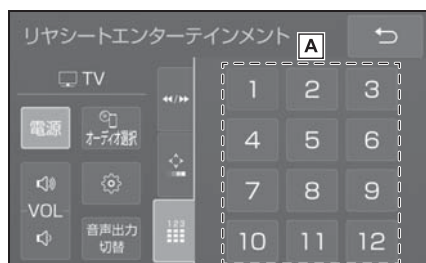 リヤシートエンターテインメント
A
TV
電源
オーディオ選択
VOL
音声出力
切替
123
1 2 3
4 5 6
7 8 9
10 11 12